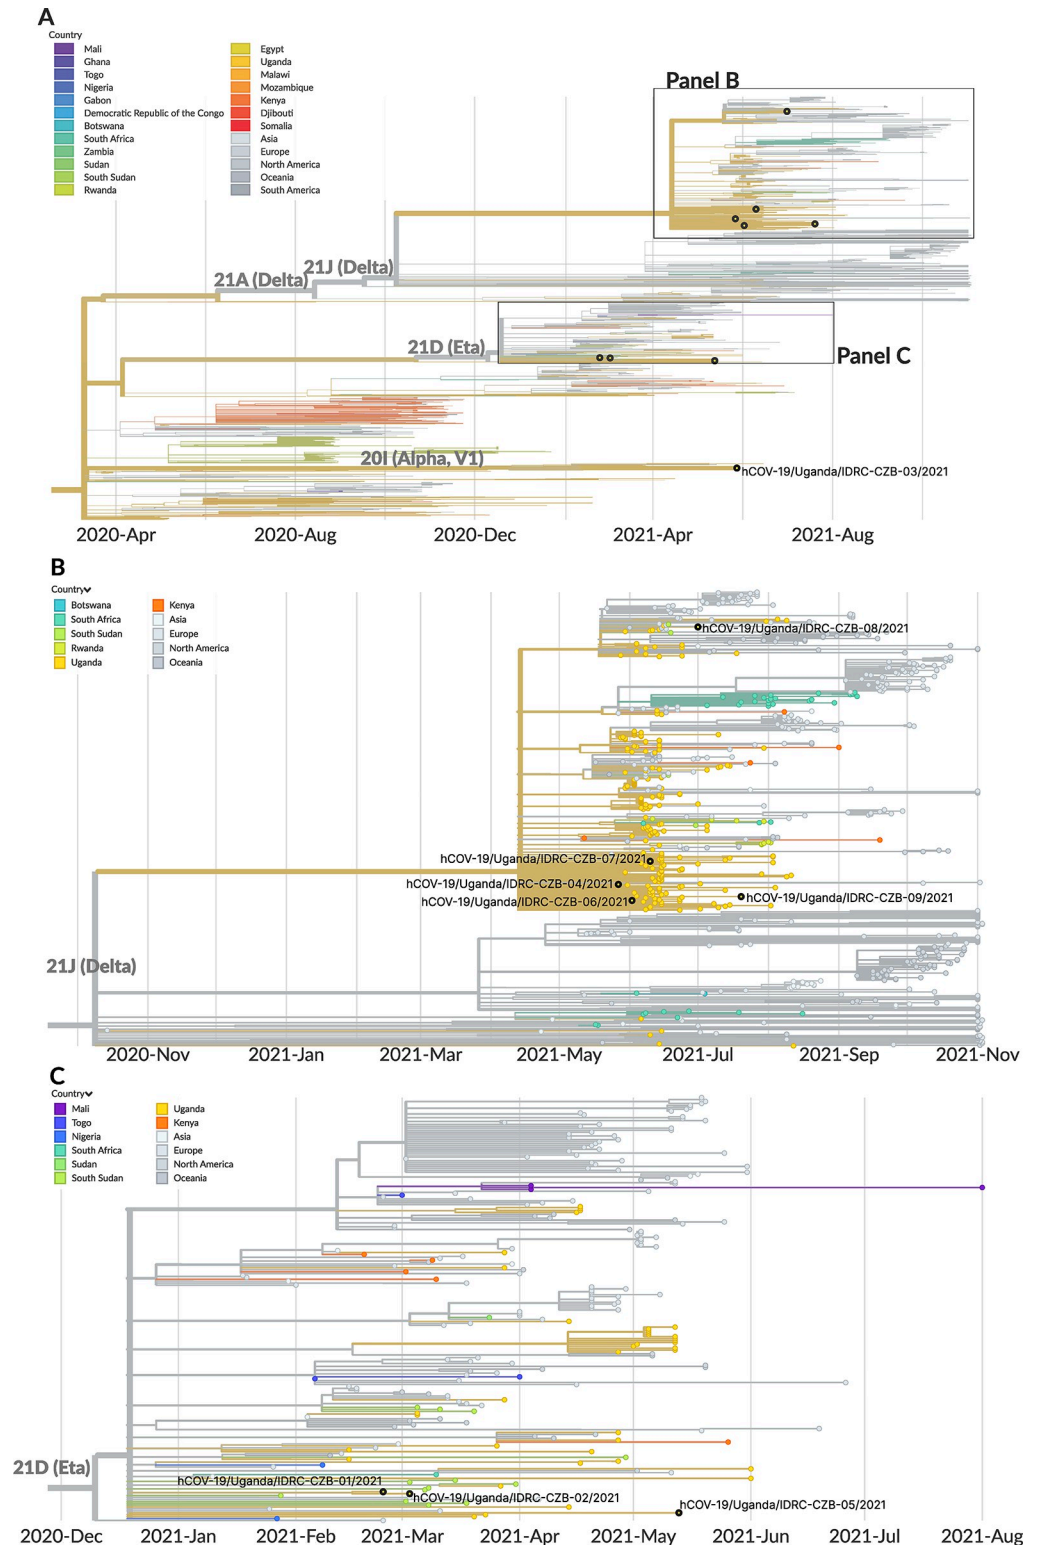 A
Country
Mali
Ghana
Togo
Nigeria
Gabon
Democratic Republic of the Congo
Botswana
South Africa
Zambia
Sudan
South Sudan
Rwanda
Egypt
Uganda
Malawi
Mozambique
Kenya
Djibouti
Somalia
Asia
Europe
North America
Oceania
South America
Panel B
21J (Delta)
21A (Delta)
21D (Eta)
Panel C
20I (Alpha, V1)
hCOV-19/Uganda/IDRC-CZB-03/2021
2020-Apr 2020-Aug 2020-Dec 2021-Apr 2021-Aug
B
Country
Botswana
South Africa
South Sudan
Rwanda
Uganda
Kenya
Asia
Europe
North America
Oceania
hCOV-19/Uganda/IDRC-CZB-08/2021
hCOV-19/Uganda/IDRC-CZB-07/2021
hCOV-19/Uganda/IDRC-CZB-04/2021
hCOV-19/Uganda/IDRC-CZB-06/2021
hCOV-19/Uganda/IDRC-CZB-09/2021
21J (Delta)
2020-Nov 2021-Jan 2021-Mar 2021-May 2021-Jul 2021-Sep 2021-Nov
C
Country
Mali
Togo
Nigeria
South Africa
Sudan
South Sudan
Uganda
Kenya
Asia
Europe
North America
Oceania
21D (Eta)
hCOV-19/Uganda/IDRC-CZB-01/2021
hCOV-19/Uganda/IDRC-CZB-02/2021
hCOV-19/Uganda/IDRC-CZB-05/2021
2020-Dec 2021-Jan 2021-Feb 2021-Mar 2021-Apr 2021-May 2021-Jun 2021-Jul 2021-Aug